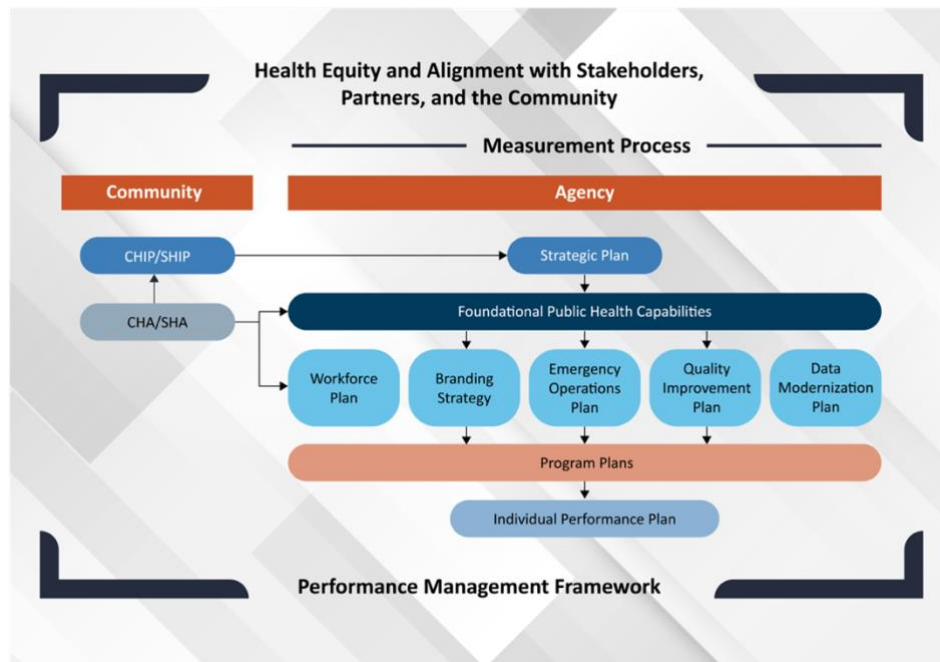 Health Equity and Alignment with Stakeholders,
Partners, and the Community
Measurement Process
Community
Agency
CHIP/SHIP
Strategic Plan
CHA/SHA
Foundational Public Health Capabilities
Workforce
Plan
Branding
Strategy
Emergency
Operations
Plan
Quality
Improvement
Plan
Data
Modernization
Plan
Program Plans
Individual Performance Plan
Performance Management Framework